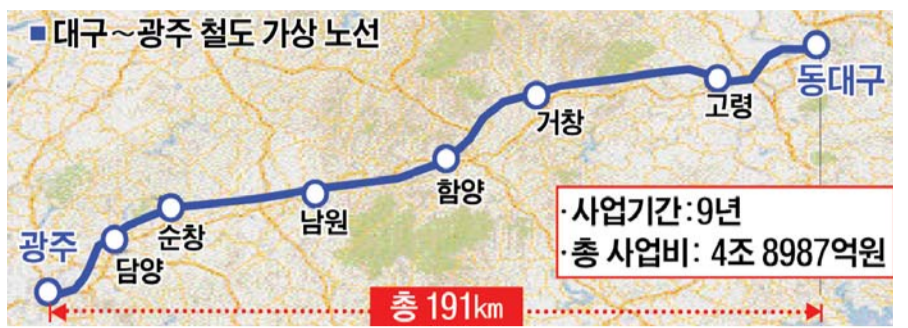 ■ 대구~광주 철도 가상 노선
동대구
고령
거창
함양
남원
순창
담양
광주
·사업기간:9년
·총 사업비: 4조 8987억원
총 191km